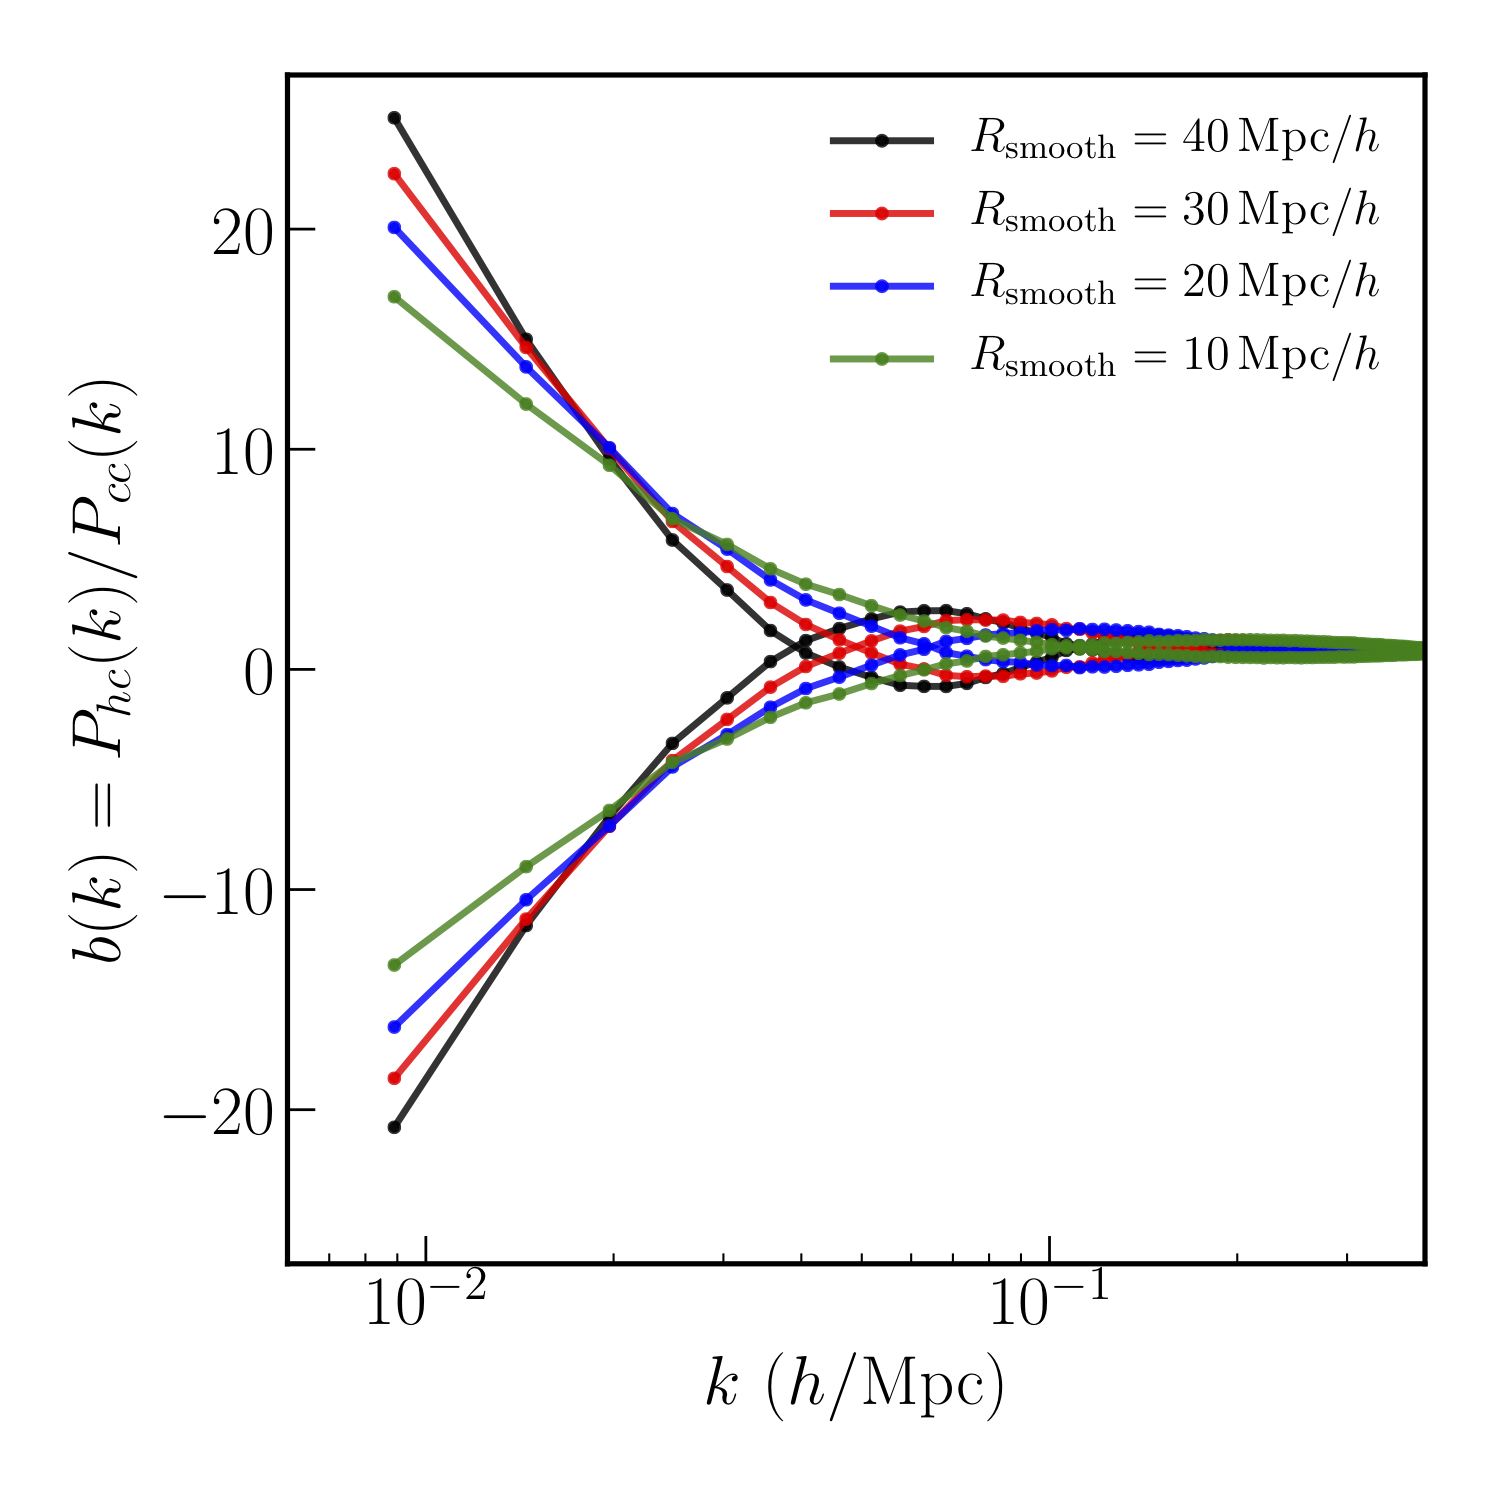 R_smooth = 40 Mpc/h
R_smooth = 30 Mpc/h
R_smooth = 20 Mpc/h
R_smooth = 10 Mpc/h
20
10
0
−10
−20
b(k) = P_hc(k)/P_cc(k)
10^−2
10^−1
k (h/Mpc)